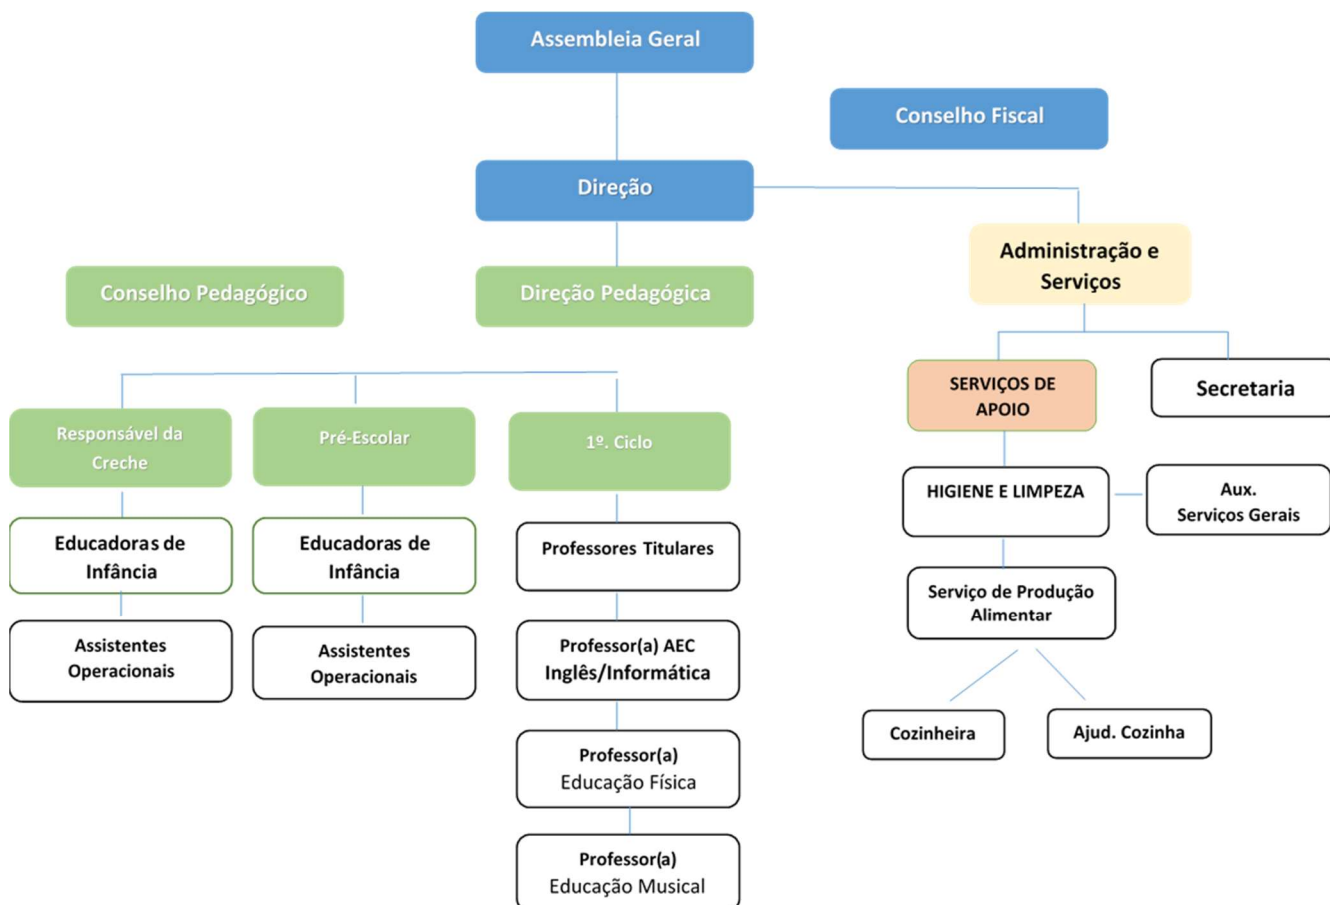 Assembleia Geral
Conselho Fiscal
Direção
Administração e
Serviços
Conselho Pedagógico
Direção Pedagógica
SERVIÇOS DE
APOIO
Secretaria
Responsável da
Creche
Pré-Escolar
1º. Ciclo
HIGIENE E LIMPEZA
Aux.
Serviços Gerais
Educadoras de
Infância
Educadoras de
Infância
Professores Titulares
Serviço de Produção
Alimentar
Assistentes
Operacionais
Assistentes
Operacionais
Professor(a) AEC
Inglês/Informática
Cozinheira
Ajud. Cozinha
Professor(a)
Educação Física
Professor(a)
Educação Musical